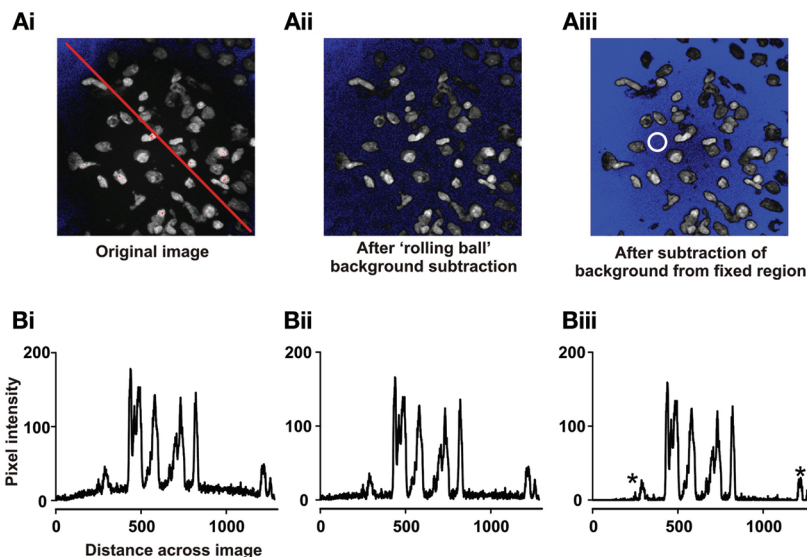 Ai
Aii
Aiii
Original image
After ‘rolling ball’
background subtraction
After subtraction of
background from fixed region
Bi
Bii
Biii
Pixel intensity
200
100
0
0
500
1000
200
100
0
0
500
1000
200
100
0
*
*
0
500
1000
Distance across image